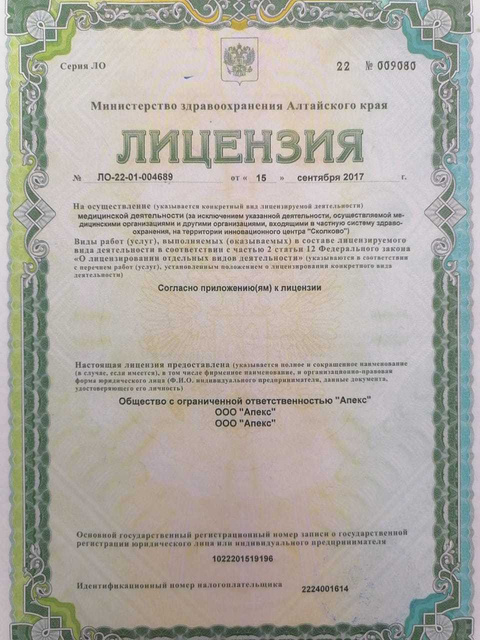 Серия ЛО 22 № 009080
Министерство здравоохранения Алтайского края
ЛИЦЕНЗИЯ
№ ЛО-22-01-004689 от « 15 » сентября 2017 г.
На осуществление (указывается конкретный вид лицензируемой деятельности)
медицинской деятельности (за исключением указанной деятельности, осуществляемой ме-
дицинскими организациями и другими организациями, входящими в частную систему здраво-
охранения, на территории инновационного центра "Сколково")
Виды работ (услуг), выполняемых (оказываемых) в составе лицензируемого
вида деятельности в соответствии с частью 2 статьи 12 Федерального закона
«О лицензировании отдельных видов деятельности» (указываются в соответствии
с перечнем работ (услуг), установленным положением о лицензировании конкретного вида
деятельности)
Согласно приложению(ям) к лицензии
Настоящая лицензия предоставлена (указывается полное и сокращенное наименование
(в случае, если имеется), в том числе фирменное наименование, и организационно-правовая
форма юридического лица (Ф.И.О. индивидуального предпринимателя, данные документа,
удостоверяющего его личность)
Общество с ограниченной ответственностью "Апекс"
ООО "Апекс"
ООО "Апекс"
Основной государственный регистрационный номер записи о государственной
регистрации юридического лица или индивидуального предпринимателя
1022201519196
Идентификационный номер налогоплательщика 2224001614